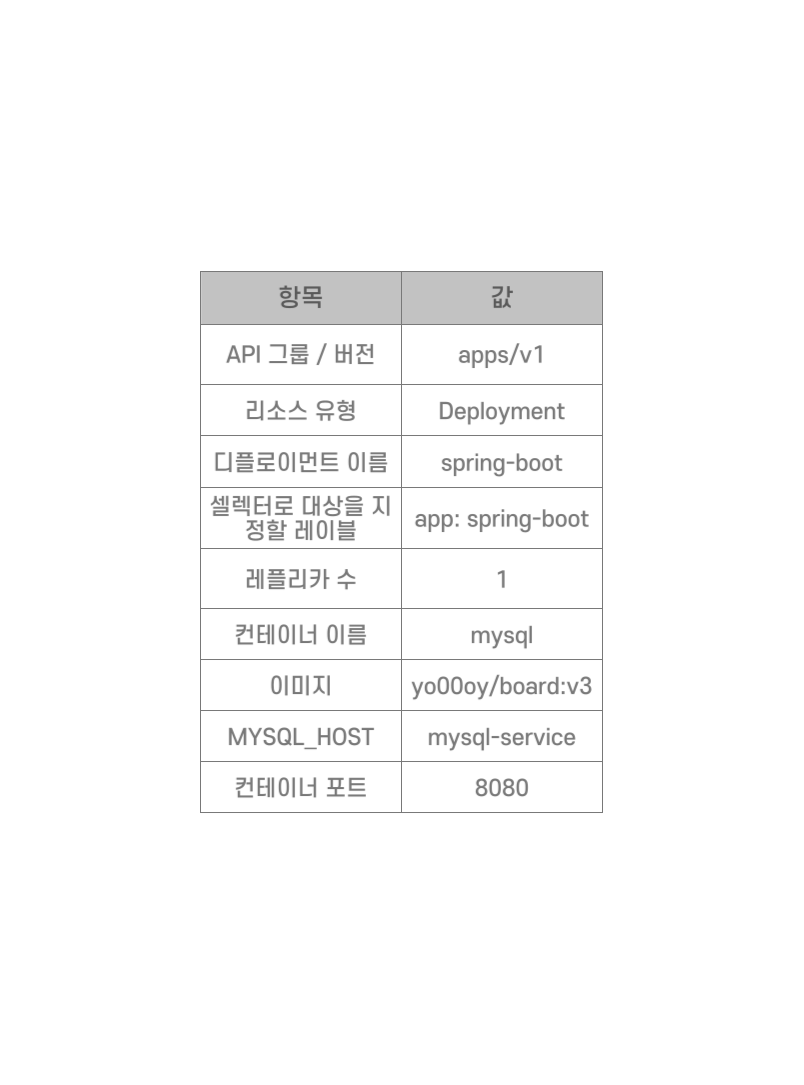 항목 값
API 그룹 / 버전 apps/v1
리소스 유형 Deployment
디플로이먼트 이름 spring-boot
셀렉터로 대상을 지
정할 레이블 app: spring-boot
레플리카 수 1
컨테이너 이름 mysql
이미지 yo00oy/board:v3
MYSQL_HOST mysql-service
컨테이너 포트 8080